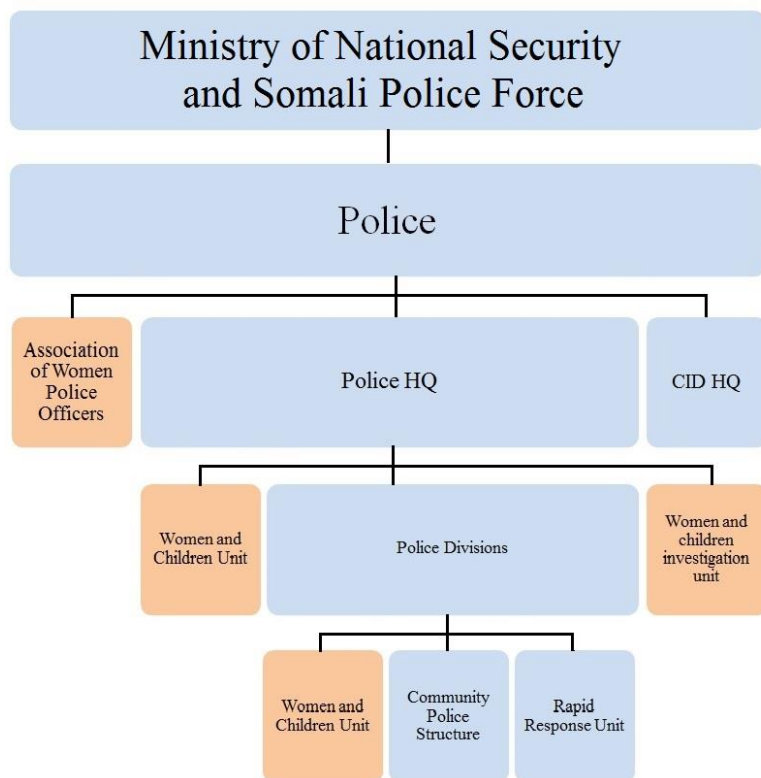 Ministry of National Security
and Somali Police Force
Police
Association
of Women
Police
Officers
Police HQ
CID HQ
Women and
Children Unit
Police Divisions
Women and
children
investigation
unit
Women and
Children Unit
Community
Police
Structure
Rapid
Response Unit